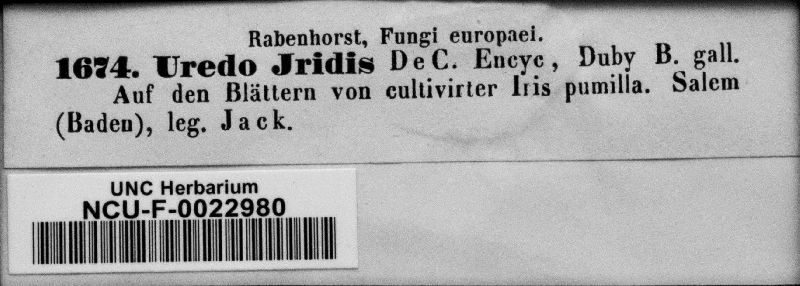 Rabenhorst, Fungi europaei.
1674. Uredo Jridis DeC. Encyc, Duby B. gall.
Auf den Blättern von cultivirter Iris pumilla. Salem
(Baden), leg. Jack.
UNC Herbarium
NCU-F-0022980